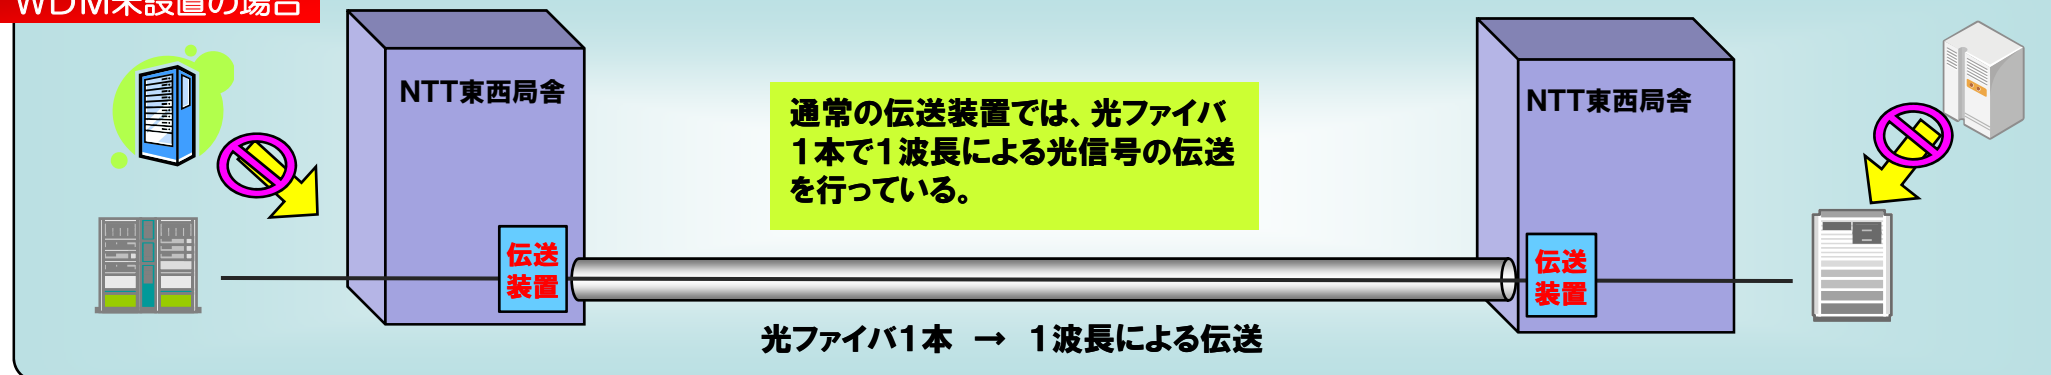 WDM未設置の場合
NTT東西局舎
通常の伝送装置では、光ファイバ
１本で１波長による光信号の伝送
を行っている。
NTT東西局舎
伝送
装置
伝送
装置
光ファイバ１本　→　１波長による伝送